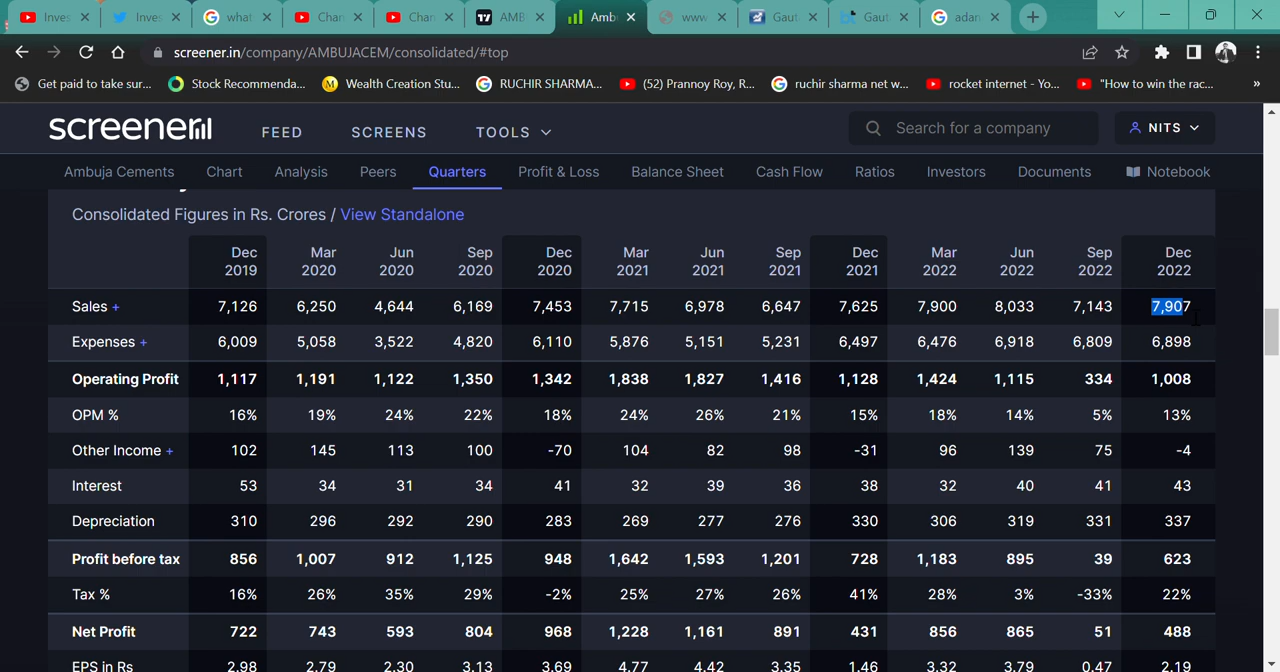 Inves
Inves
what
Chan
Chan
AMB
Amb
www
Gaut
Gaut
adan
screener.in/company/AMBUJACEM/consolidated/#top
Get paid to take sur...
Stock Recommenda...
Wealth Creation Stu...
RUCHIR SHARMA...
(52) Prannoy Roy, R...
ruchir sharma net w...
rocket internet - Yo...
"How to win the rac...
»
screener
FEED
SCREENS
TOOLS
Search for a company
NITS
Ambuja Cements
Chart
Analysis
Peers
Quarters
Profit & Loss
Balance Sheet
Cash Flow
Ratios
Investors
Documents
Notebook
Consolidated Figures in Rs. Crores / View Standalone
Dec 2019 Mar 2020 Jun 2020 Sep 2020 Dec 2020 Mar 2021 Jun 2021 Sep 2021 Dec 2021 Mar 2022 Jun 2022 Sep 2022 Dec 2022
Sales + 7,126 6,250 4,644 6,169 7,453 7,715 6,978 6,647 7,625 7,900 8,033 7,143 7,907
Expenses + 6,009 5,058 3,522 4,820 6,110 5,876 5,151 5,231 6,497 6,476 6,918 6,809 6,898
Operating Profit 1,117 1,191 1,122 1,350 1,342 1,838 1,827 1,416 1,128 1,424 1,115 334 1,008
OPM % 16% 19% 24% 22% 18% 24% 26% 21% 15% 18% 14% 5% 13%
Other Income + 102 145 113 100 -70 104 82 98 -31 96 139 75 -4
Interest 53 34 31 34 41 32 39 36 38 32 40 41 43
Depreciation 310 296 292 290 283 269 277 276 330 306 319 331 337
Profit before tax 856 1,007 912 1,125 948 1,642 1,593 1,201 728 1,183 895 39 623
Tax % 16% 26% 35% 29% -2% 25% 27% 26% 41% 28% 3% -33% 22%
Net Profit 722 743 593 804 968 1,228 1,161 891 431 856 865 51 488
EPS in Rs 2.98 2.79 2.30 3.13 3.69 4.77 4.42 3.35 1.46 3.32 3.79 0.47 2.19